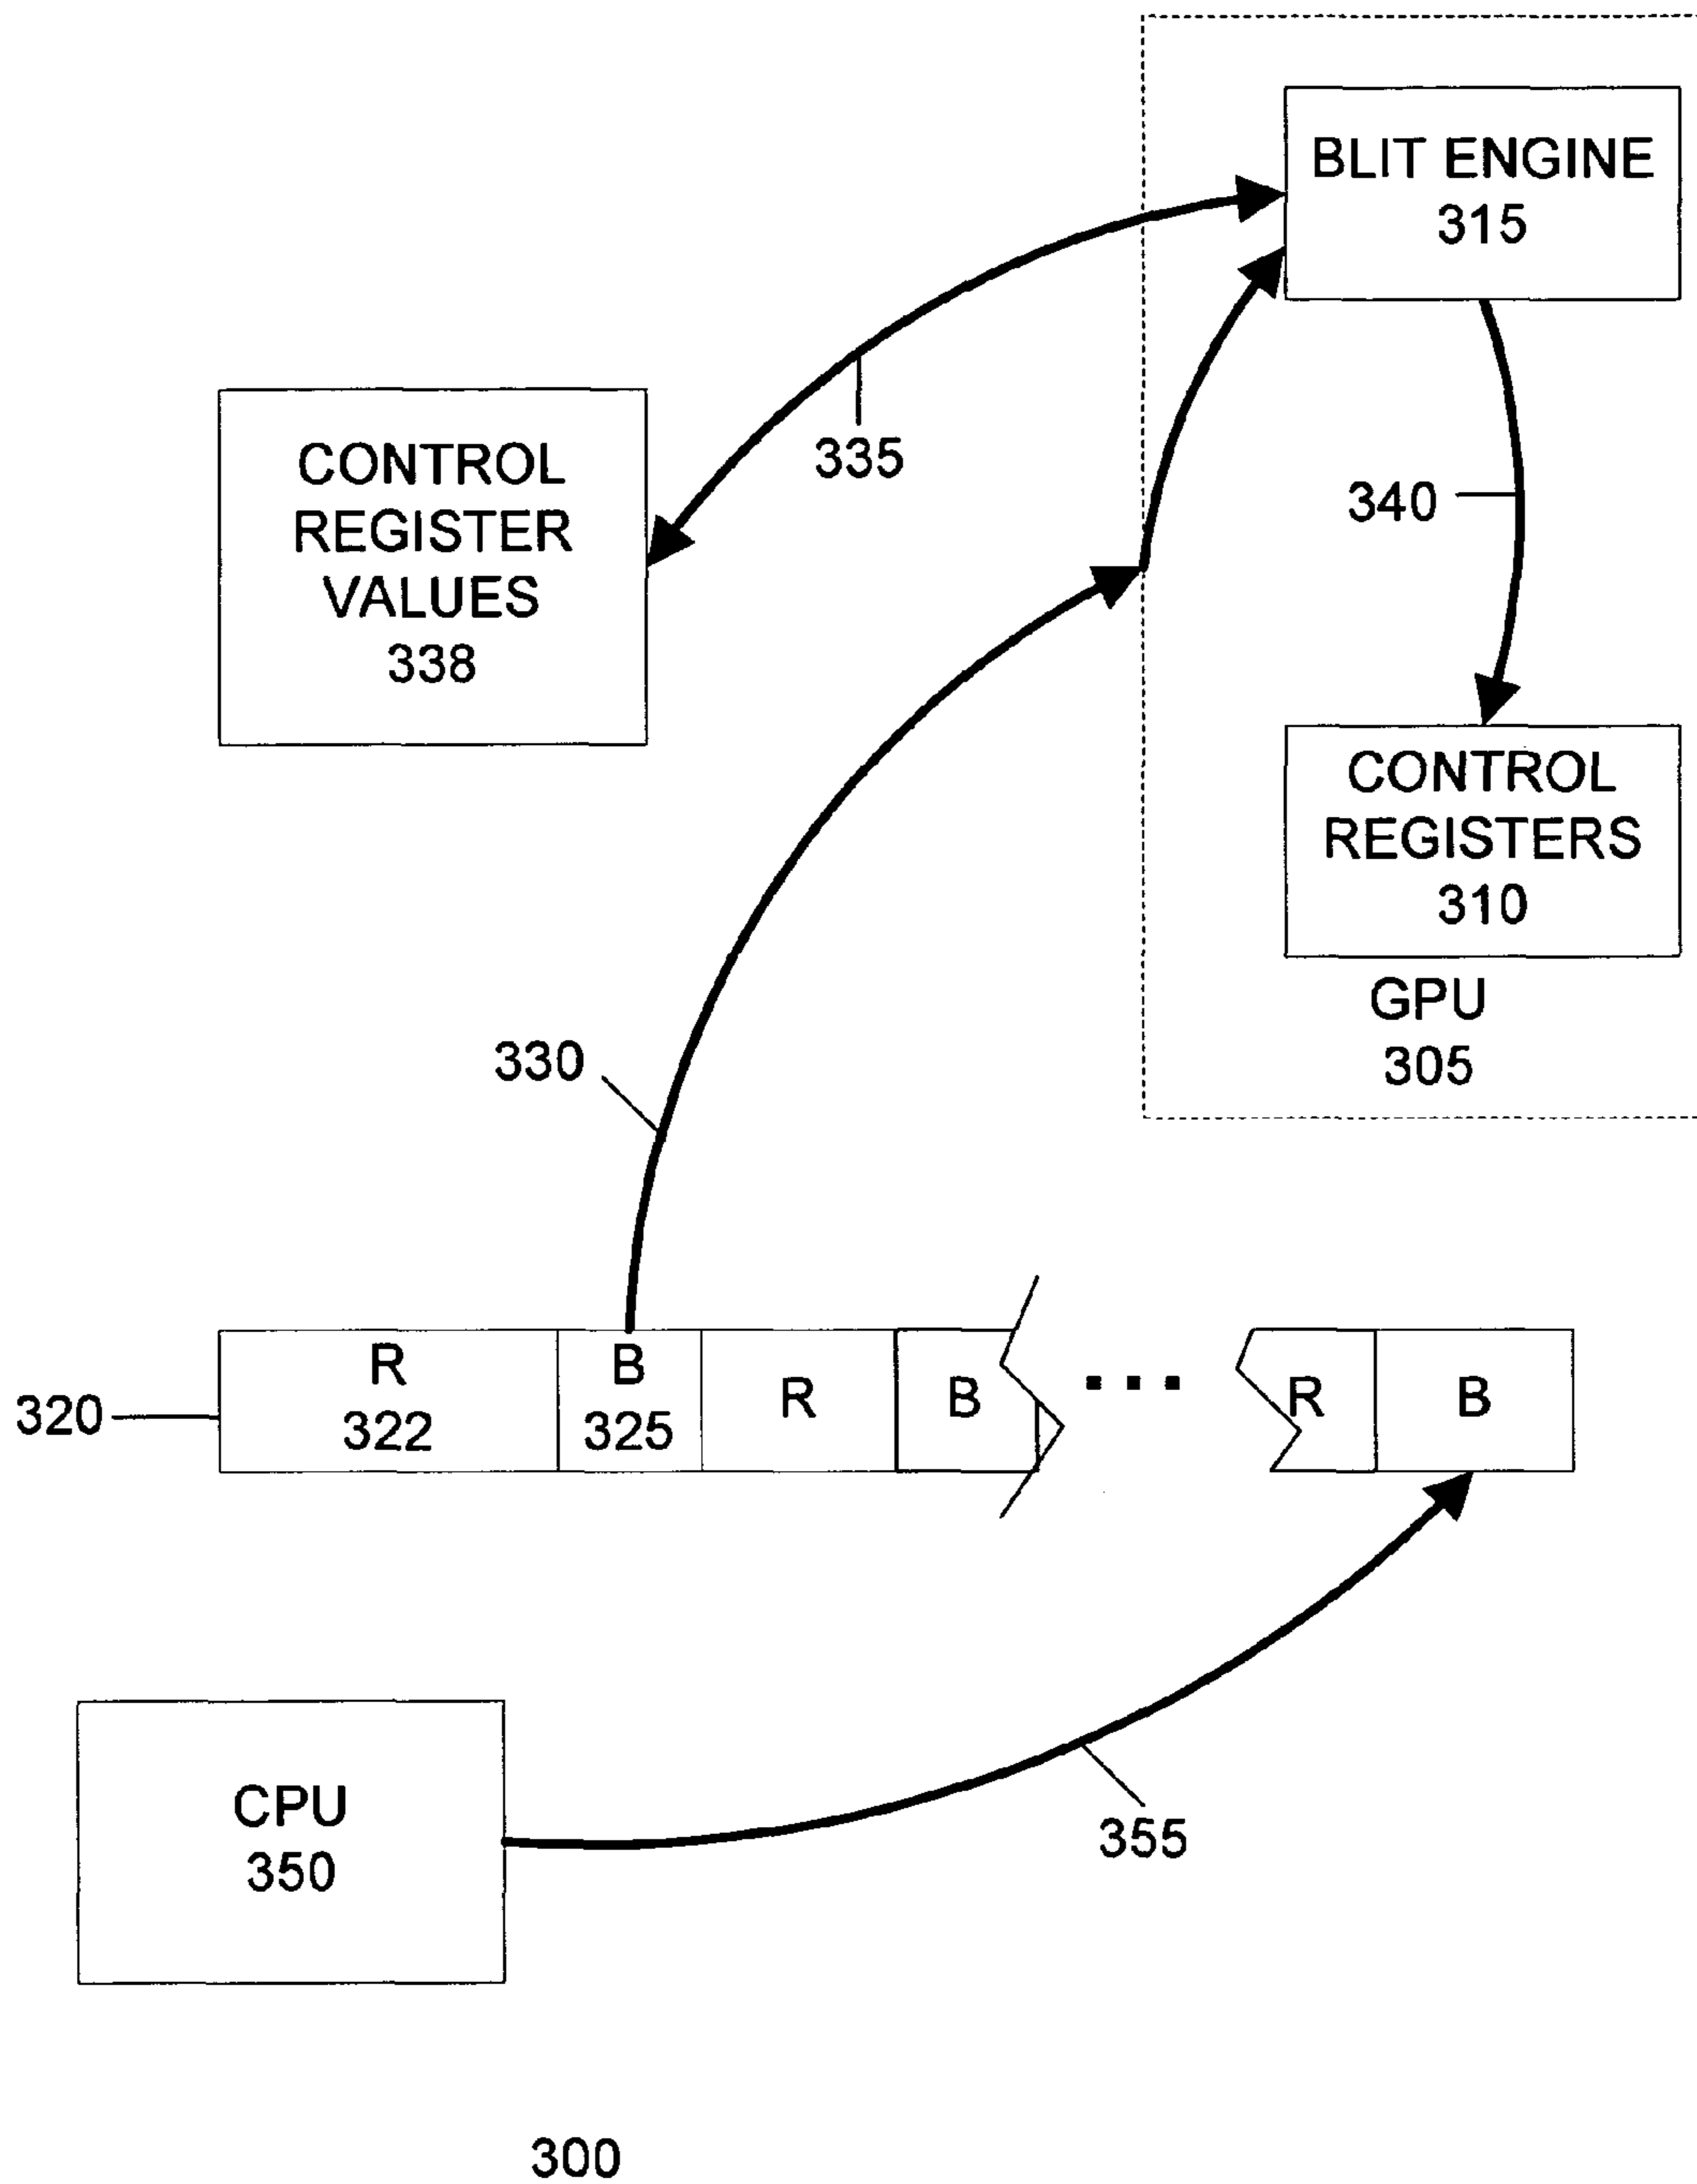 BLIT ENGINE
315
335
CONTROL
REGISTER
VALUES
338
340
CONTROL
REGISTERS
310
GPU
305
330
320
R
322
B
325
R
B
...
R
B
CPU
350
355
300